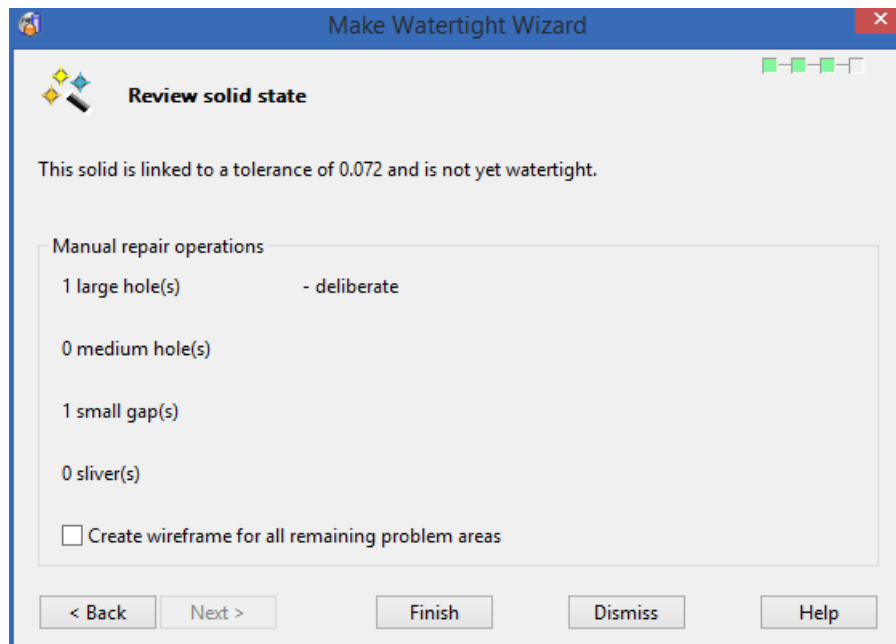 Make Watertight Wizard
Review solid state
This solid is linked to a tolerance of 0.072 and is not yet watertight.
Manual repair operations
1 large hole(s) - deliberate
0 medium hole(s)
1 small gap(s)
0 sliver(s)
Create wireframe for all remaining problem areas
< Back Next > Finish Dismiss Help